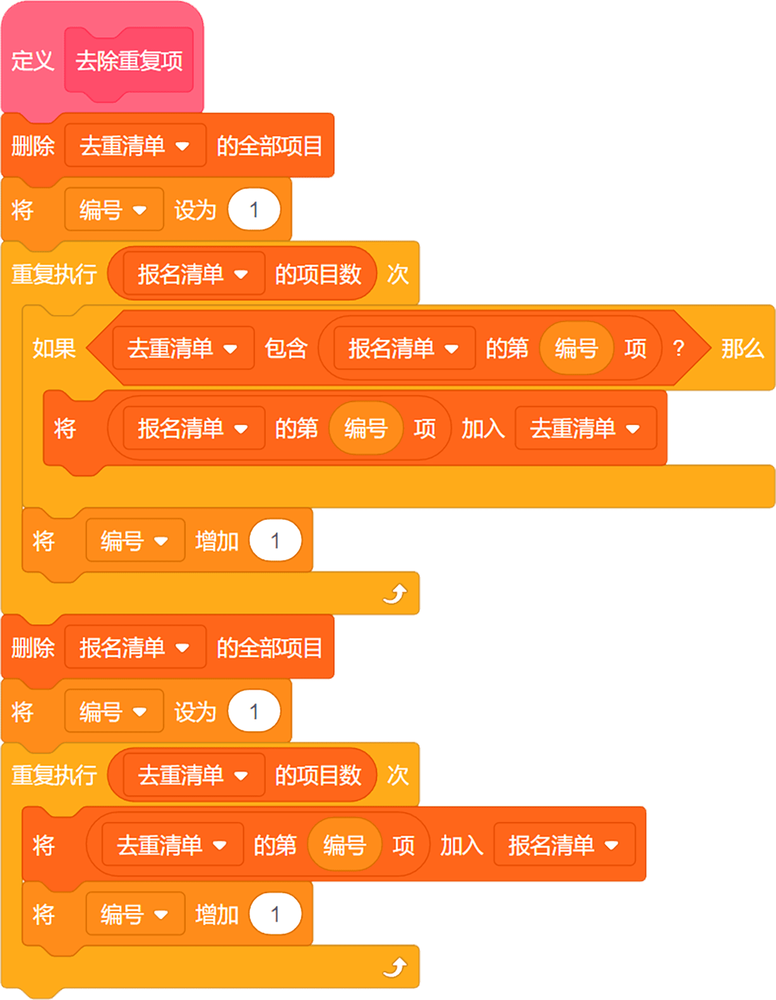 定义 去除重复项
删除 去重清单 的全部项目
将 编号 设为 1
重复执行 报名清单 的项目数 次
如果 去重清单 包含 报名清单 的第 编号 项 ? 那么
将 报名清单 的第 编号 项 加入 去重清单
将 编号 增加 1
删除 报名清单 的全部项目
将 编号 设为 1
重复执行 去重清单 的项目数 次
将 去重清单 的第 编号 项 加入 报名清单
将 编号 增加 1